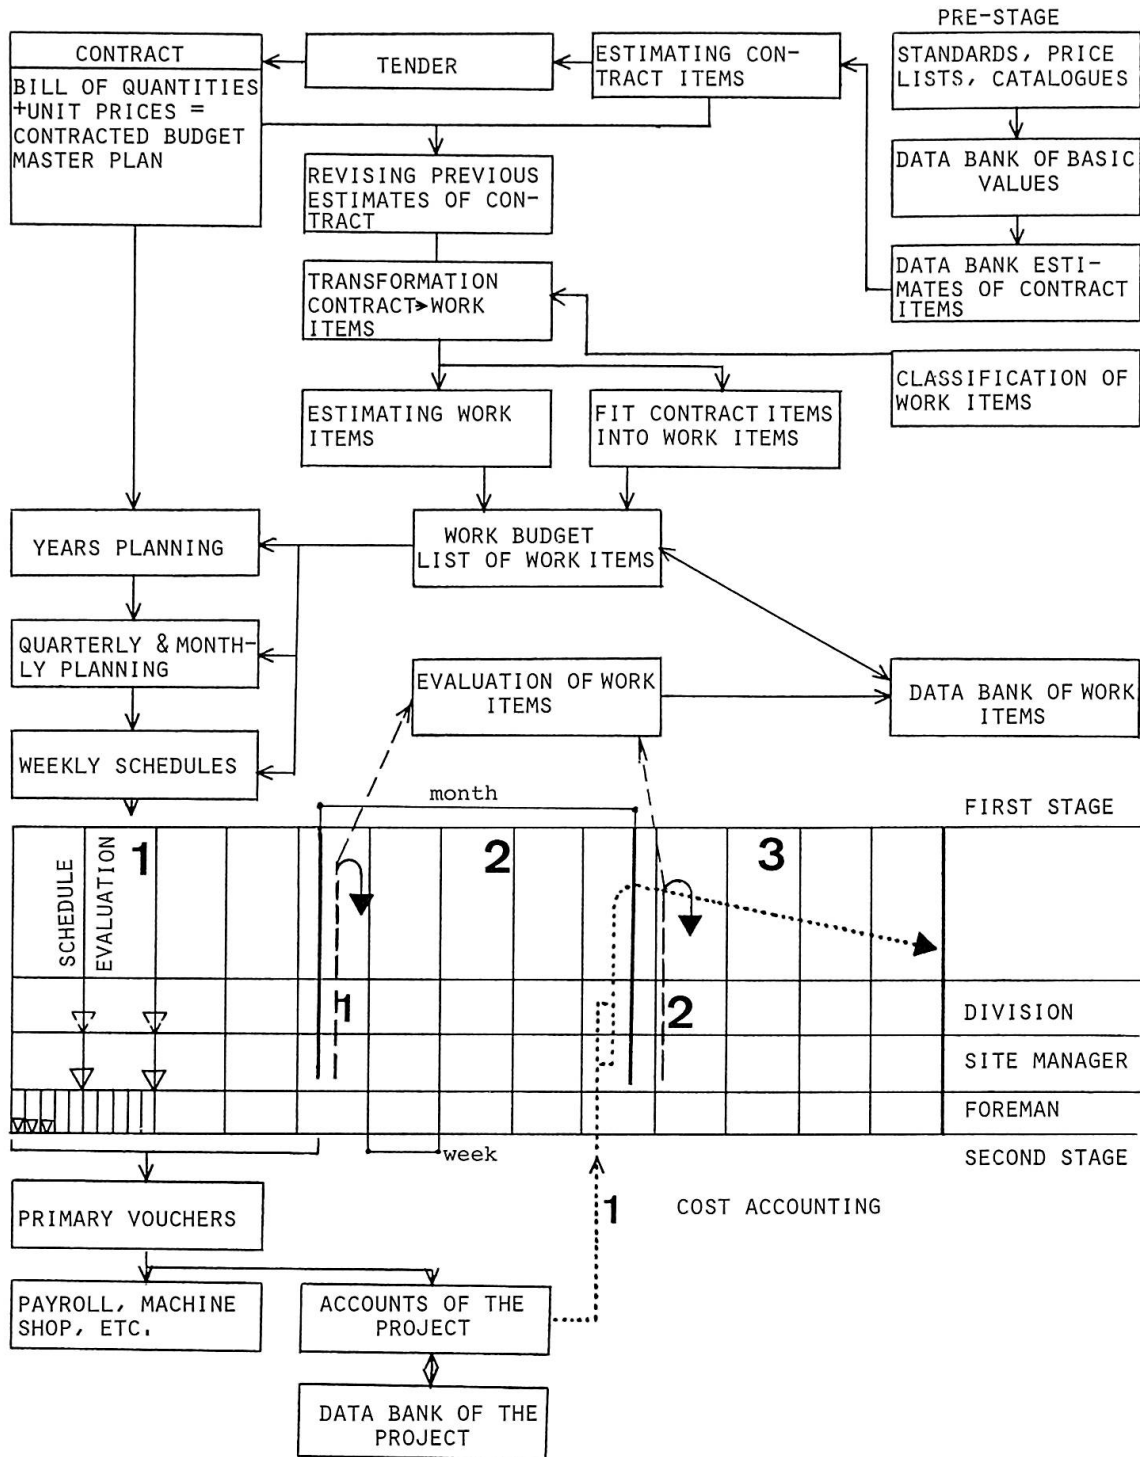 PRE-STAGE
CONTRACT
BILL OF QUANTITIES
+UNIT PRICES =
CONTRACTED BUDGET
MASTER PLAN
TENDER
ESTIMATING CON-
TRACT ITEMS
STANDARDS, PRICE
LISTS, CATALOGUES
DATA BANK OF BASIC
VALUES
REVISING PREVIOUS
ESTIMATES OF CON-
TRACT
DATA BANK ESTI-
MATES OF CONTRACT
ITEMS
TRANSFORMATION
CONTRACT>WORK
ITEMS
CLASSIFICATION OF
WORK ITEMS
ESTIMATING WORK
ITEMS
FIT CONTRACT ITEMS
INTO WORK ITEMS
YEARS PLANNING
WORK BUDGET
LIST OF WORK ITEMS
QUARTERLY & MONTH-
LY PLANNING
EVALUATION OF WORK
ITEMS
DATA BANK OF WORK
ITEMS
WEEKLY SCHEDULES
month
FIRST STAGE
SCHEDULE
EVALUATION
1
2
3
1
2
DIVISION
SITE MANAGER
FOREMAN
week
SECOND STAGE
PRIMARY VOUCHERS
1
COST ACCOUNTING
PAYROLL, MACHINE
SHOP, ETC.
ACCOUNTS OF THE
PROJECT
DATA BANK OF THE
PROJECT